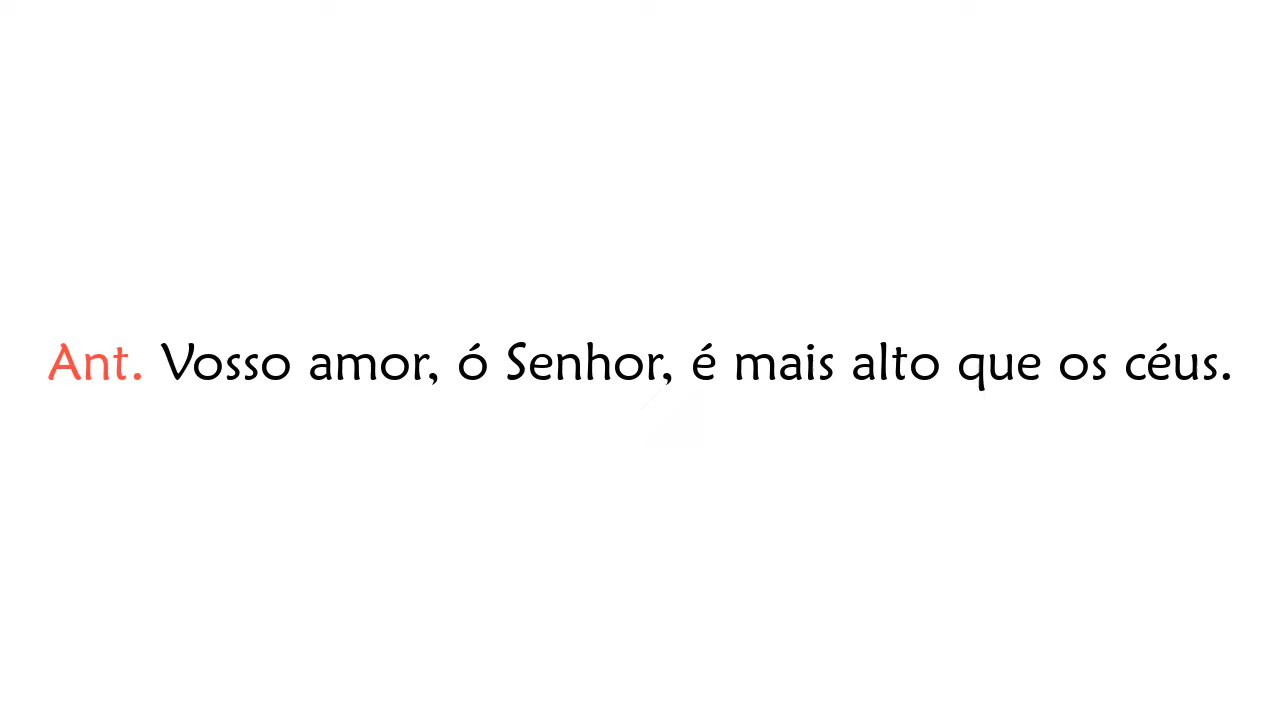 Ant. Vosso amor, ó Senhor, é mais alto que os céus.